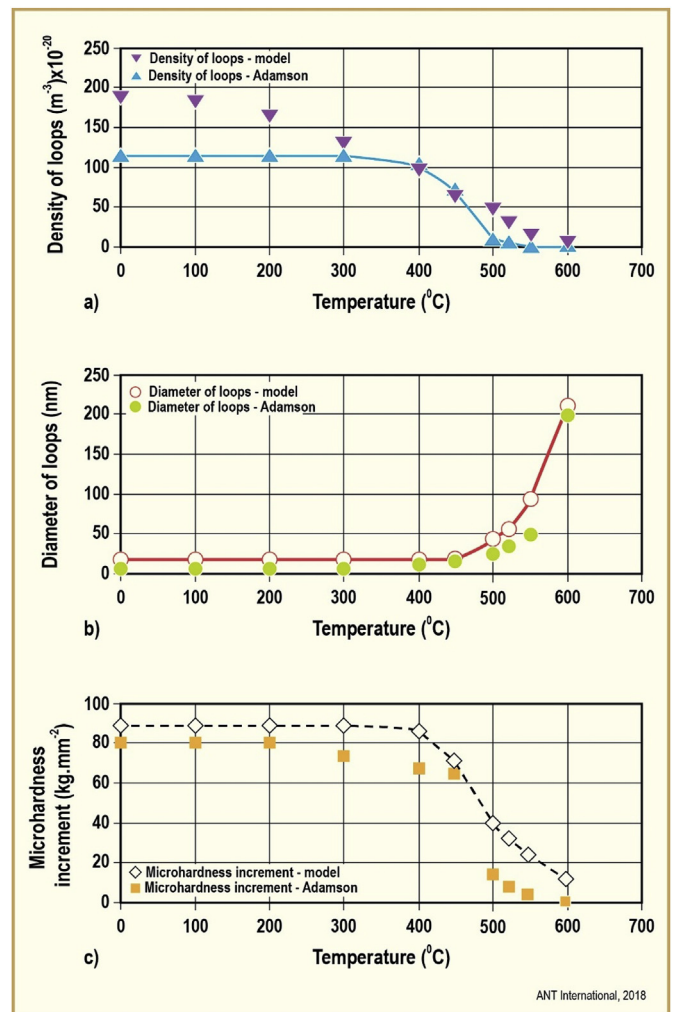 Density of loops (m⁻³)x10⁻²⁰
250
200
150
100
50
0
Density of loops - model
Density of loops - Adamson
0 100 200 300 400 500 600 700
a) Temperature (⁰C)
Diameter of loops (nm)
250
200
150
100
50
0
Diameter of loops - model
Diameter of loops - Adamson
0 100 200 300 400 500 600 700
b) Temperature (⁰C)
Microhardness
increment (kg.mm⁻²)
100
80
60
40
20
0
Microhardness increment - model
Microhardness increment - Adamson
0 100 200 300 400 500 600 700
c) Temperature (⁰C)
ANT International, 2018